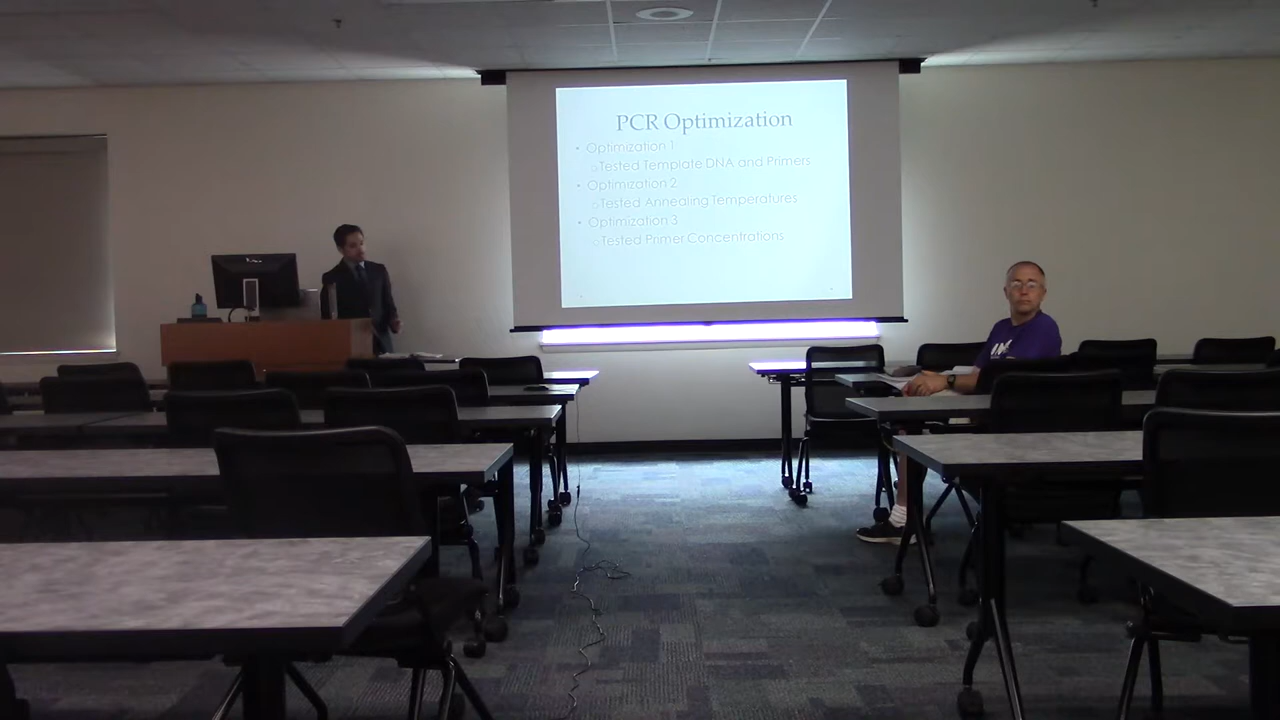 PCR Optimization
• Optimization 1
o Tested Template DNA and Primers
• Optimization 2
o Tested Annealing Temperatures
• Optimization 3
o Tested Primer Concentrations